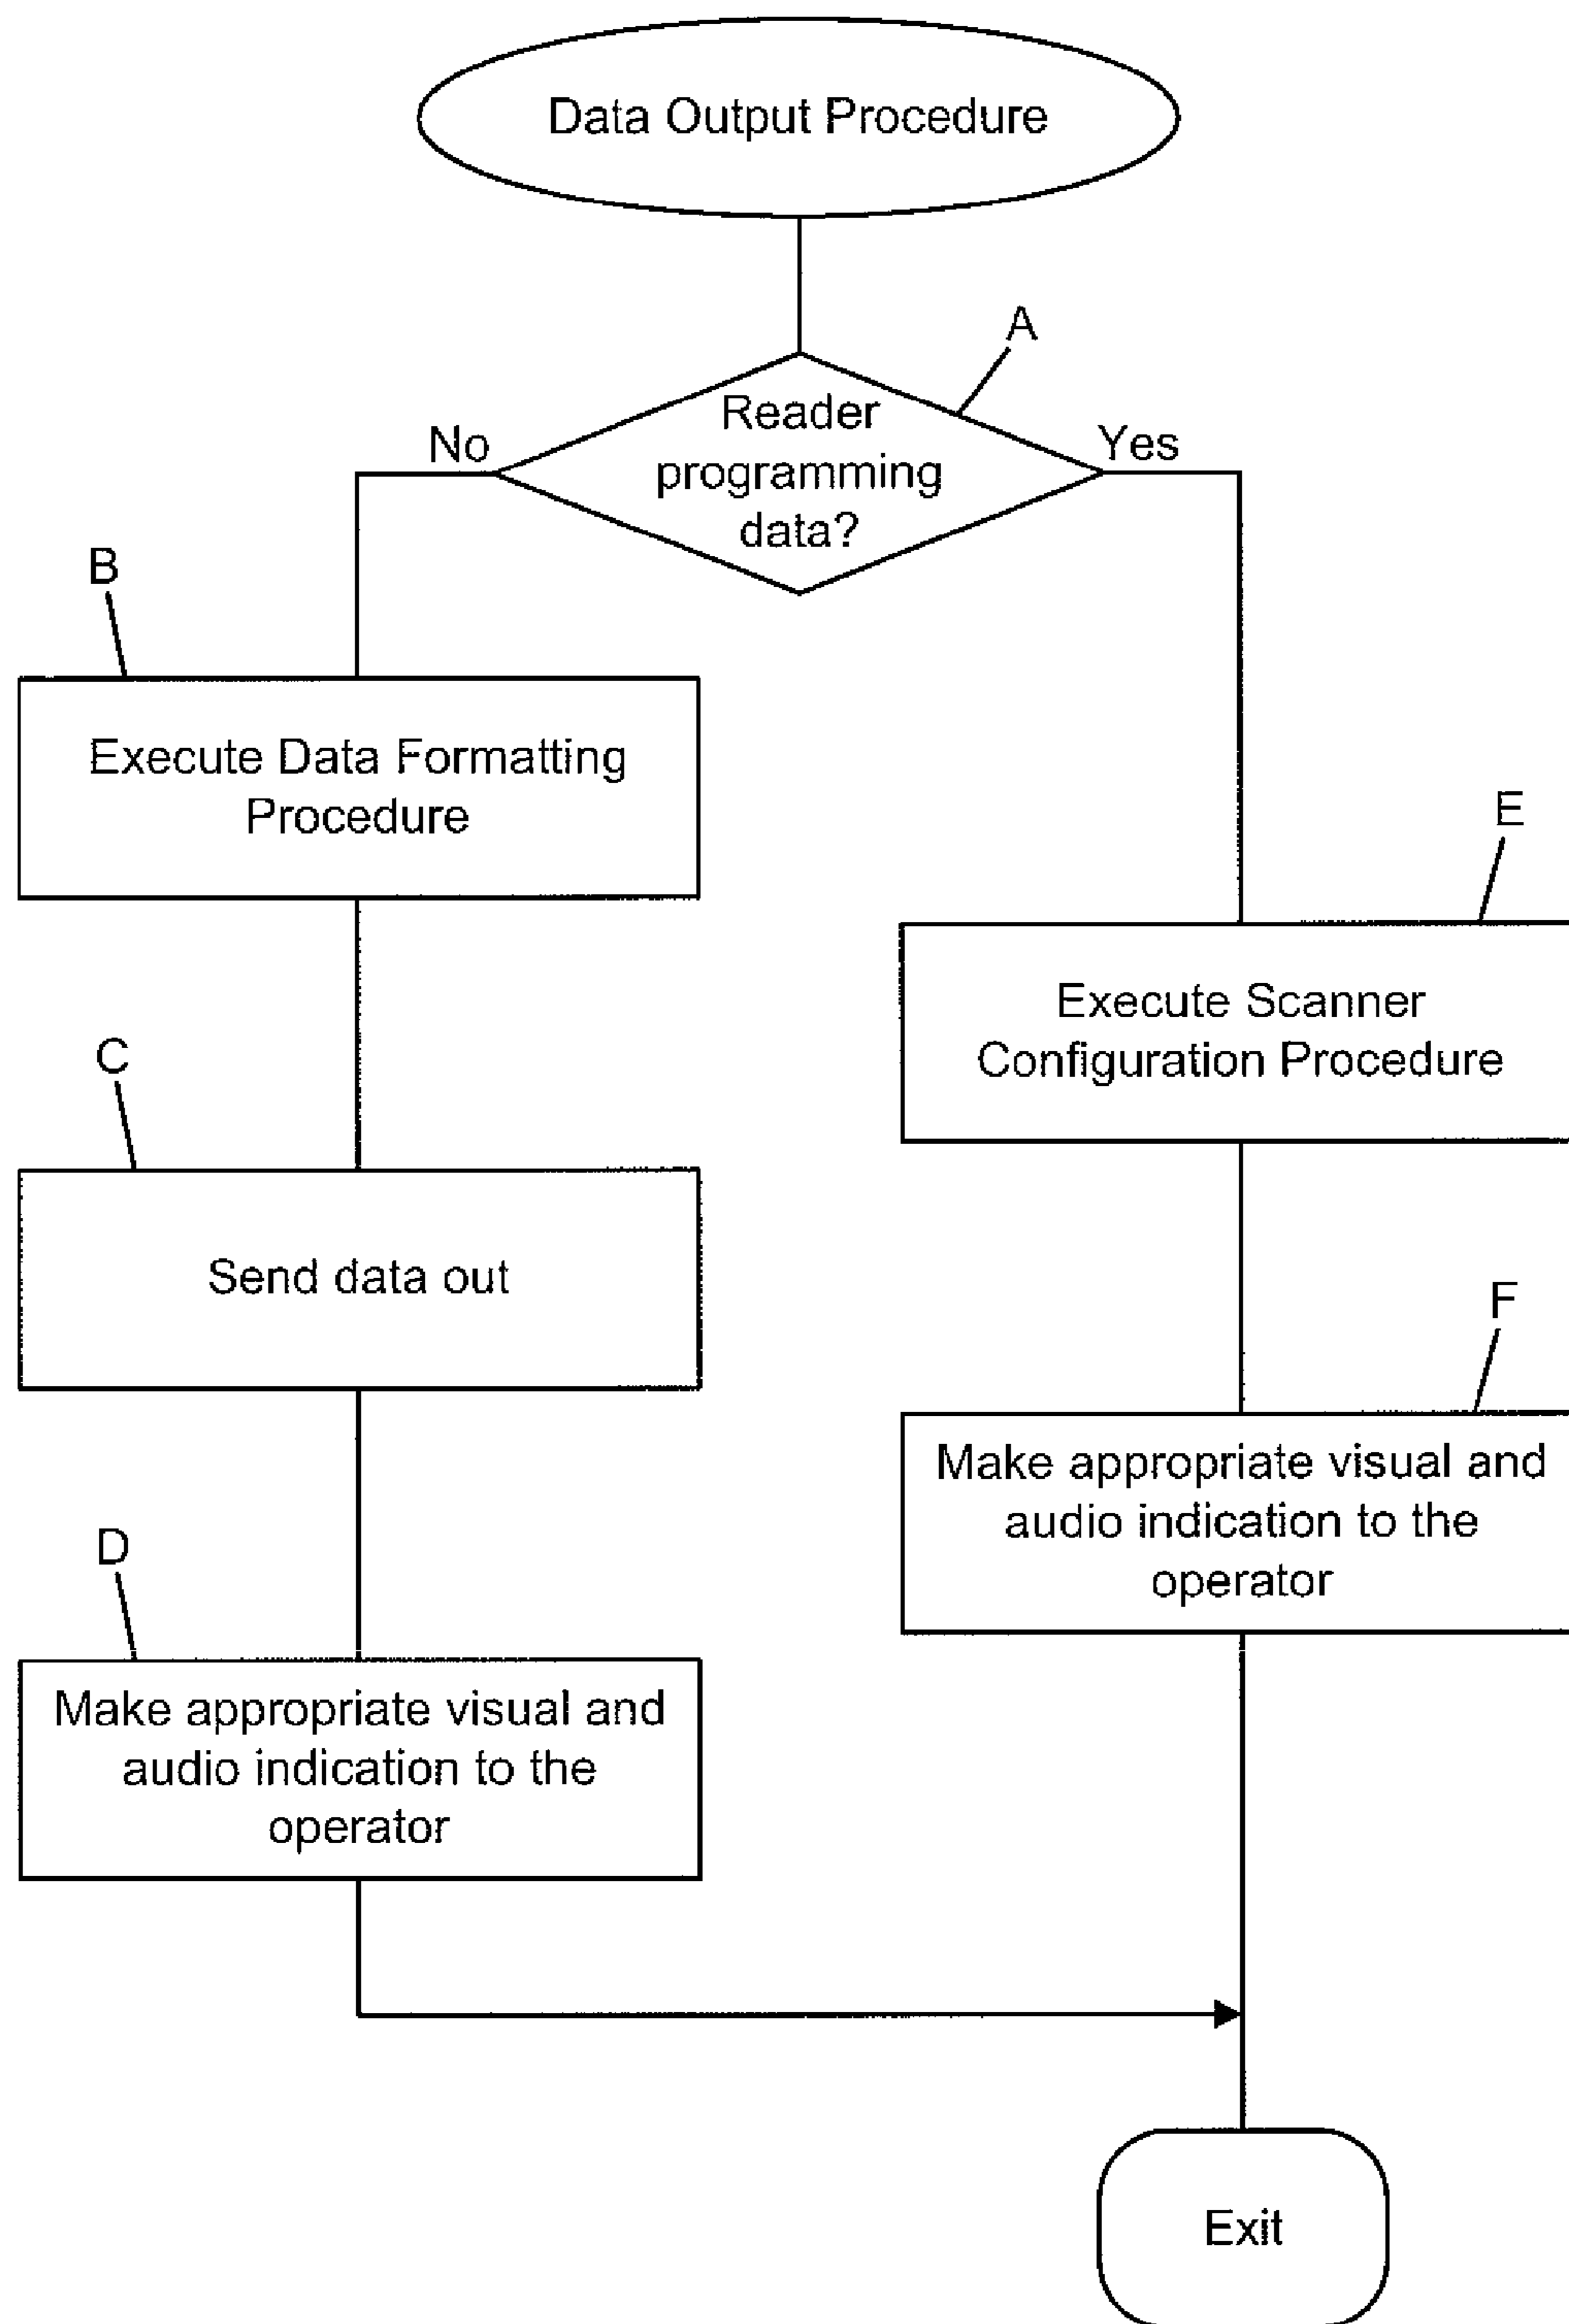 Data Output Procedure
A
Reader
programming
data?
No
Yes
B
Execute Data Formatting
Procedure
E
Execute Scanner
Configuration Procedure
C
Send data out
F
Make appropriate visual and
audio indication to the
operator
D
Make appropriate visual and
audio indication to the
operator
Exit